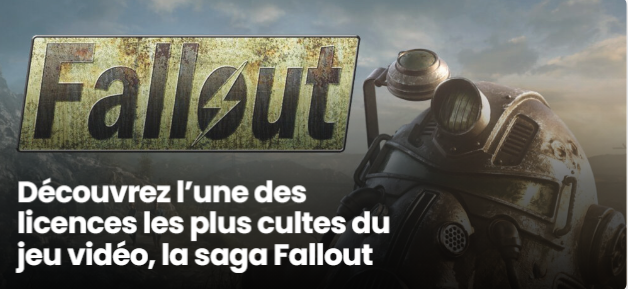 Fallout
Découvrez l'une des
licences les plus cultes du
jeu vidéo, la saga Fallout